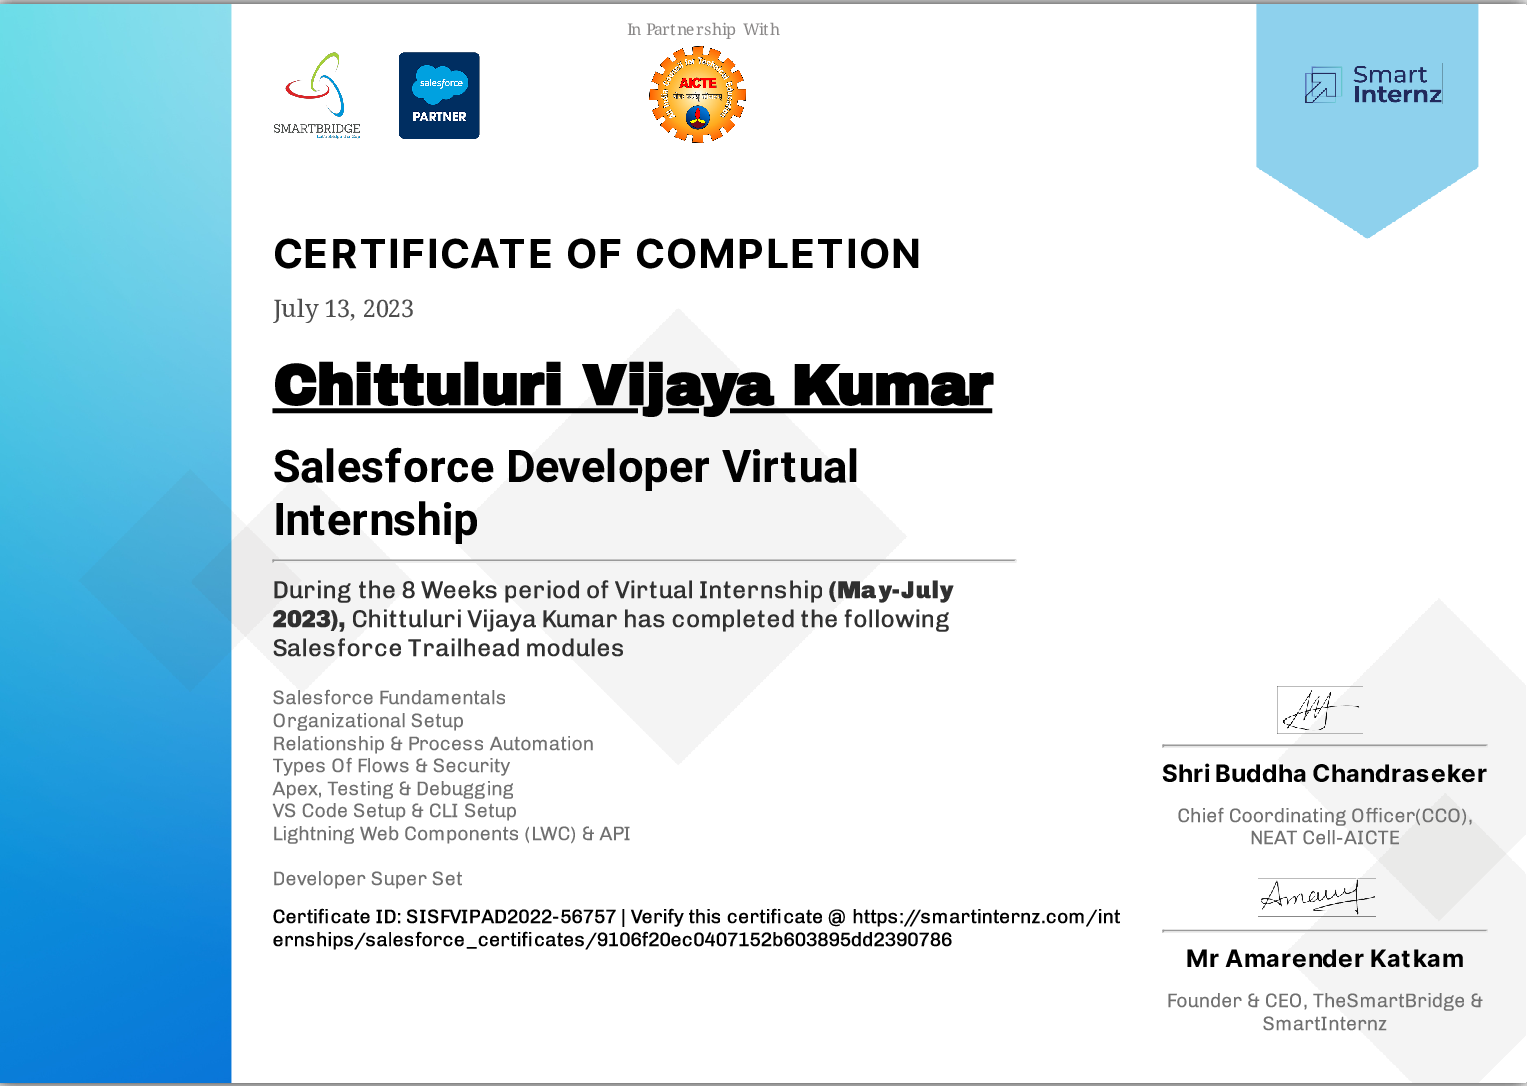 In Partnership With
SMARTBRIDGE
salesforce
PARTNER
AICTE
Smart
Internz
CERTIFICATE OF COMPLETION
July 13, 2023
Chittuluri Vijaya Kumar
Salesforce Developer Virtual
Internship
During the 8 Weeks period of Virtual Internship (May-July
2023), Chittuluri Vijaya Kumar has completed the following
Salesforce Trailhead modules
Salesforce Fundamentals
Organizational Setup
Relationship & Process Automation
Types Of Flows & Security
Apex, Testing & Debugging
VS Code Setup & CLI Setup
Lightning Web Components (LWC) & API
Developer Super Set
Certificate ID: SISFVIPAD2022-56757 | Verify this certificate @ https://smartinternz.com/int
ernships/salesforce_certificates/9106f20ec0407152b603895dd2390786
Shri Buddha Chandraseker
Chief Coordinating Officer(CCO),
NEAT Cell-AICTE
Mr Amarender Katkam
Founder & CEO, TheSmartBridge &
SmartInternz